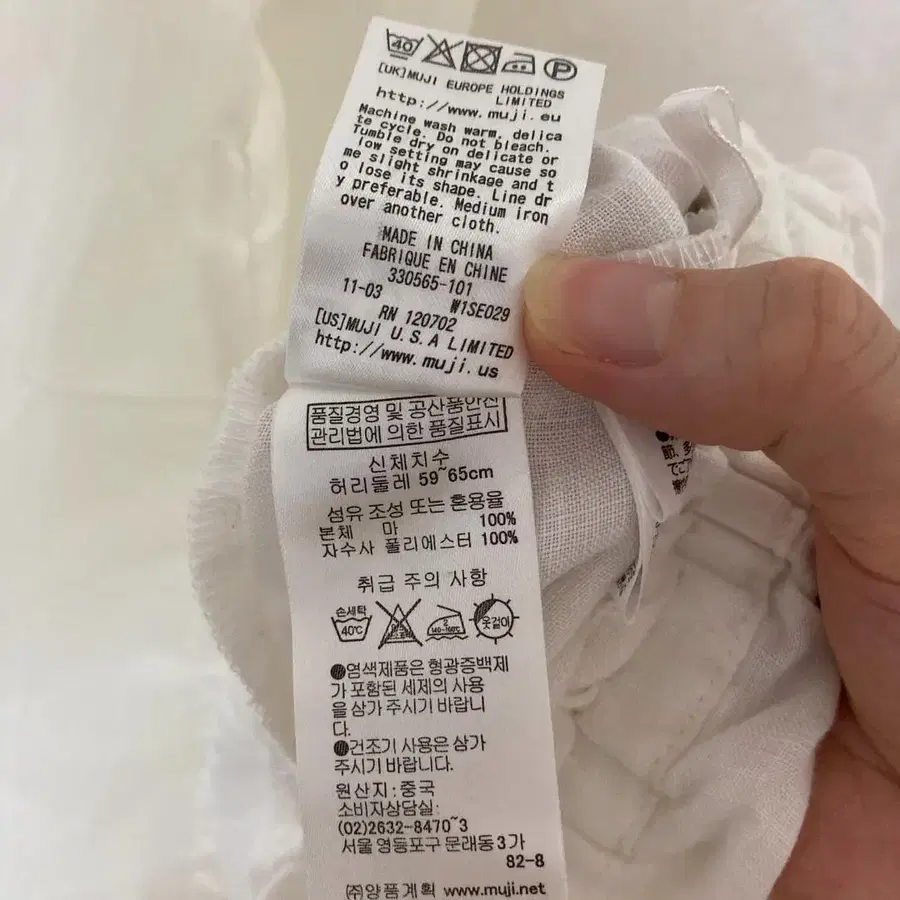 40 P
[UK]MUJI EUROPE HOLDINGS
LIMITED
http://www.muji.eu
Machine wash warm, delica
te cycle. Do not bleach.
Tumble dry on delicate or
low setting may cause so
me slight shrinkage and t
o lose its shape. Line dr
y preferable. Medium iron
over another cloth.
MADE IN CHINA
FABRIQUE EN CHINE
330565-101
11-03 W1SE029
RN 120702
[US]MUJI U.S.A LIMITED
http://www.muji.us
품질경영 및 공산품안전
관리법에 의한 품질표시
신체치수
허리둘레 59~65cm
섬유 조성 또는 혼용율
본체 마 100%
자수사 폴리에스터 100%
취급 주의 사항
손세탁
40℃ 2 옷걸이
●염색제품은 형광증백제
가 포함된 세제의 사용
을 삼가 주시기 바랍니
다.
●건조기 사용은 삼가
주시기 바랍니다.
원산지:중국
소비자상담실:
(02)2632-8470~3
서울 영등포구 문래동3가
82-8
㈜양품계획 www.muji.net